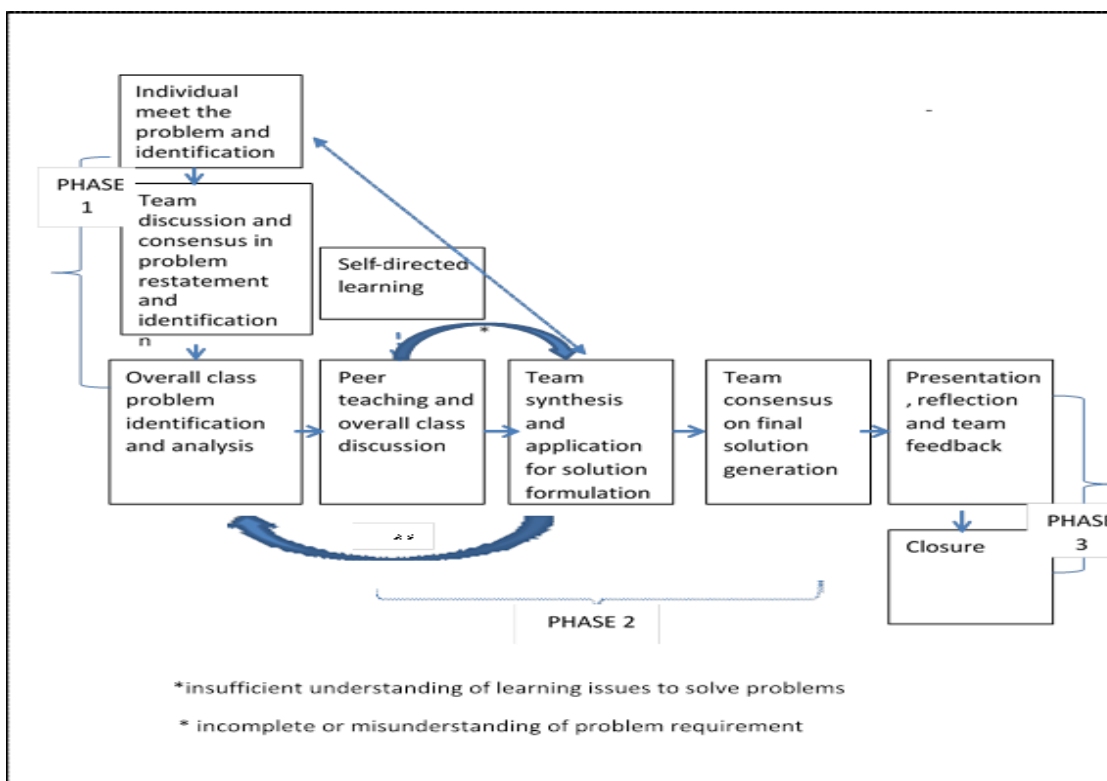 Individual
meet the
problem and
identification
PHASE
1
Team
discussion and
consensus in
problem
restatement
and
identification
n
Self-directed
learning
*
Overall class
problem
identification
and analysis
Peer
teaching and
overall class
discussion
Team
synthesis
and
application
for solution
formulation
Team
consensus
on final
solution
generation
Presentation
, reflection
and team
feedback
PHASE
3
Closure
PHASE 2
*insufficient understanding of learning issues to solve problems
* incomplete or misunderstanding of problem requirement